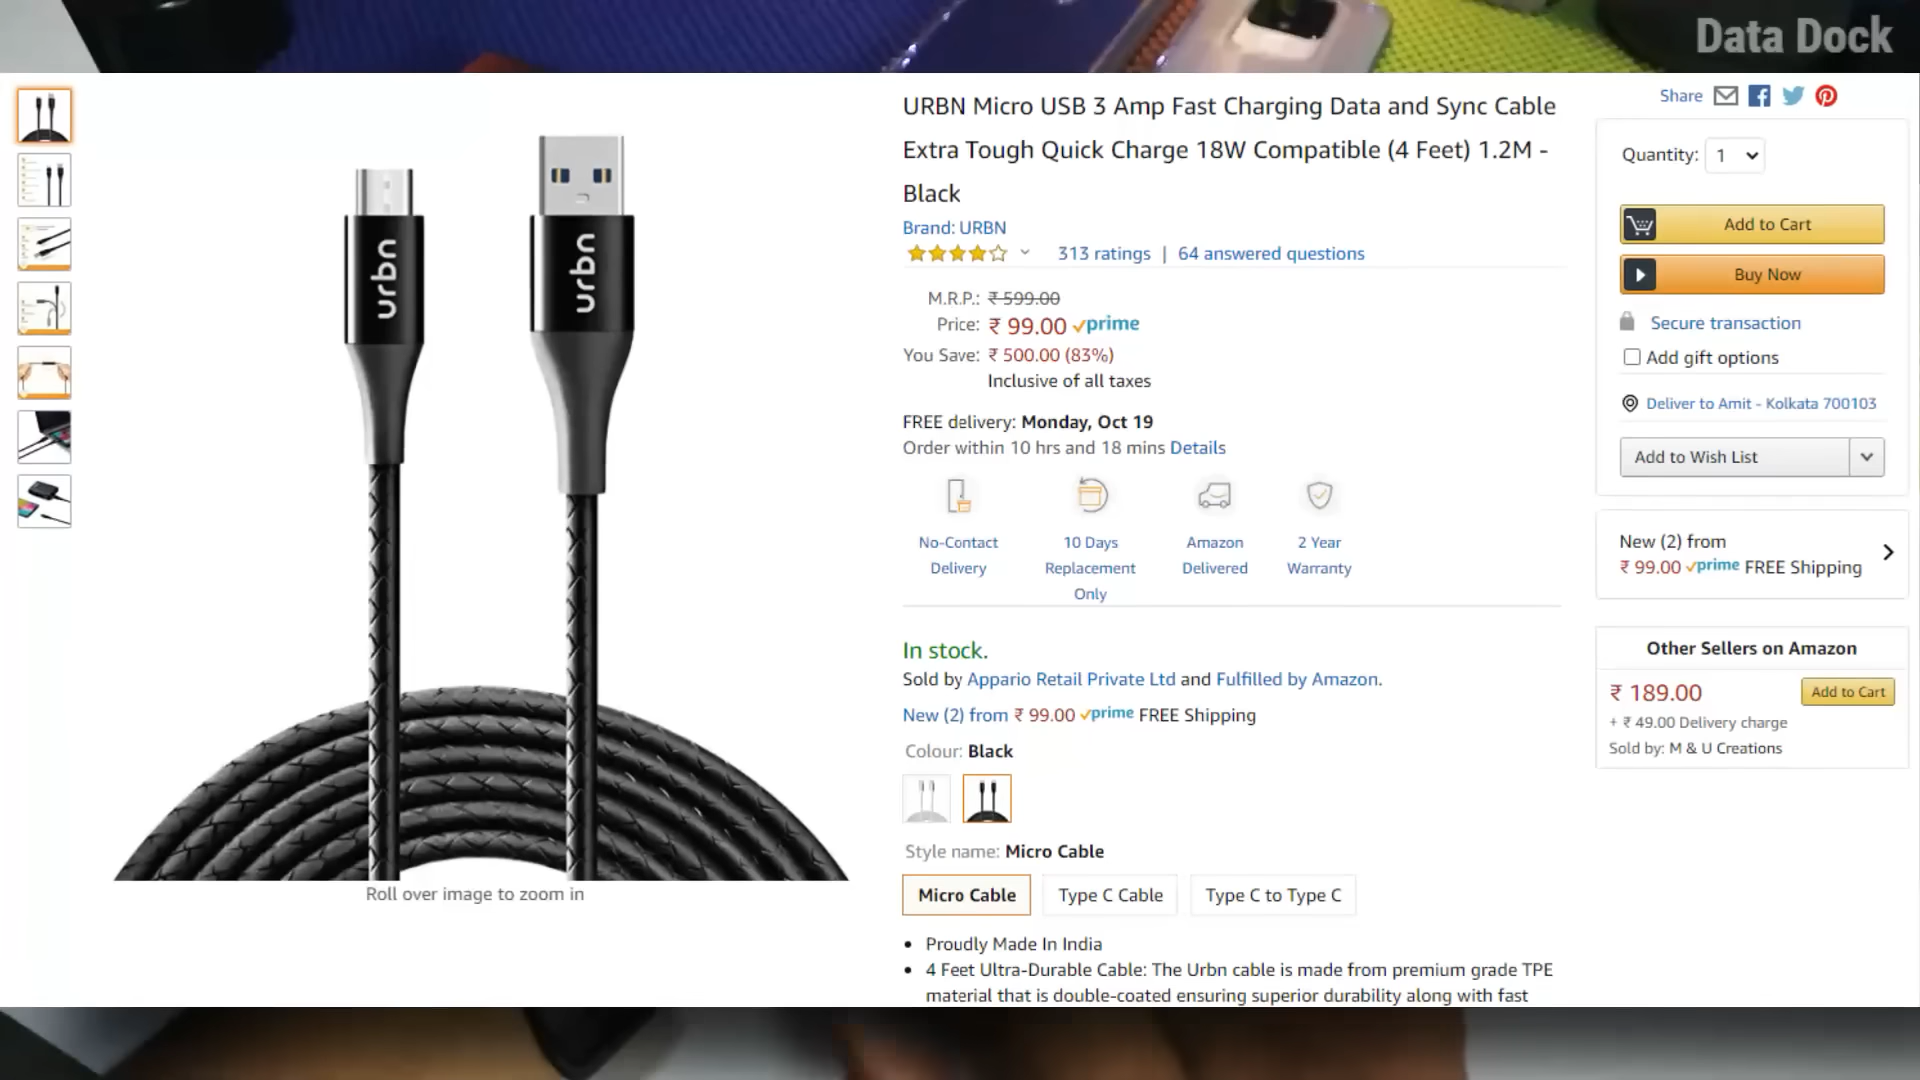 Data Dock
urbn
urbn
Roll over image to zoom in
URBN Micro USB 3 Amp Fast Charging Data and Sync Cable
Extra Tough Quick Charge 18W Compatible (4 Feet) 1.2M -
Black
Brand: URBN
313 ratings | 64 answered questions
M.R.P.: ₹ 599.00
Price: ₹ 99.00 prime
You Save: ₹ 500.00 (83%)
Inclusive of all taxes
FREE delivery: Monday, Oct 19
Order within 10 hrs and 18 mins Details
No-Contact
Delivery
10 Days
Replacement
Only
Amazon
Delivered
2 Year
Warranty
In stock.
Sold by Appario Retail Private Ltd and Fulfilled by Amazon.
New (2) from ₹ 99.00 prime FREE Shipping
Colour: Black
Style name: Micro Cable
Micro Cable
Type C Cable
Type C to Type C
• Proudly Made In India
• 4 Feet Ultra-Durable Cable: The Urbn cable is made from premium grade TPE
material that is double-coated ensuring superior durability along with fast
Share
Quantity: 1
Add to Cart
Buy Now
Secure transaction
Add gift options
Deliver to Amit - Kolkata 700103
Add to Wish List
New (2) from
₹ 99.00 prime FREE Shipping
Other Sellers on Amazon
₹ 189.00
Add to Cart
+ ₹ 49.00 Delivery charge
Sold by: M & U Creations